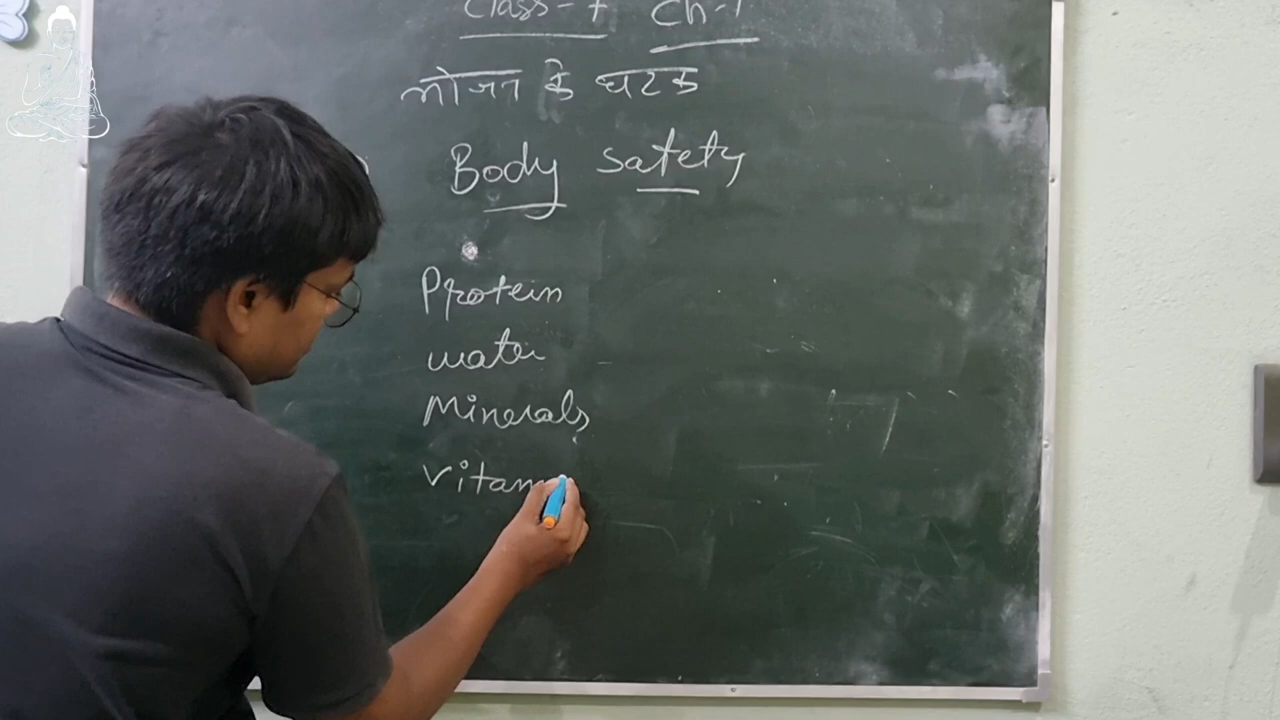 Class-7 Ch-1
भोजन के घटक
Body safety
Protein
water
Minerals
Vitam